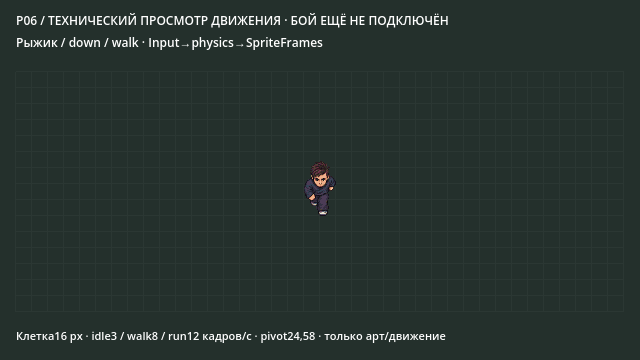 P06 / ТЕХНИЧЕСКИЙ ПРОСМОТР ДВИЖЕНИЯ · БОЙ ЕЩЁ НЕ ПОДКЛЮЧЁН
Рыжик / down / walk · Input→physics→SpriteFrames
Клетка16 px · idle3 / walk8 / run12 кадров/с · pivot24,58 · только арт/движение